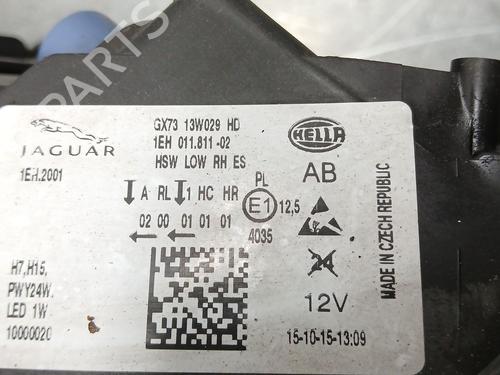 JAGUAR
1EH.2001
GX73 13W029 HD
1EH 011.811-02
HSW LOW RH ES
HELLA
AB
A RL 1 HC HR PL
02 00 01 01 01
E1 12,5
4035
H7,H15,
PWY24W.
LED 1W
10000020
24
12V
15-10-15-13:09
MADE IN CZECH REPUBLIC